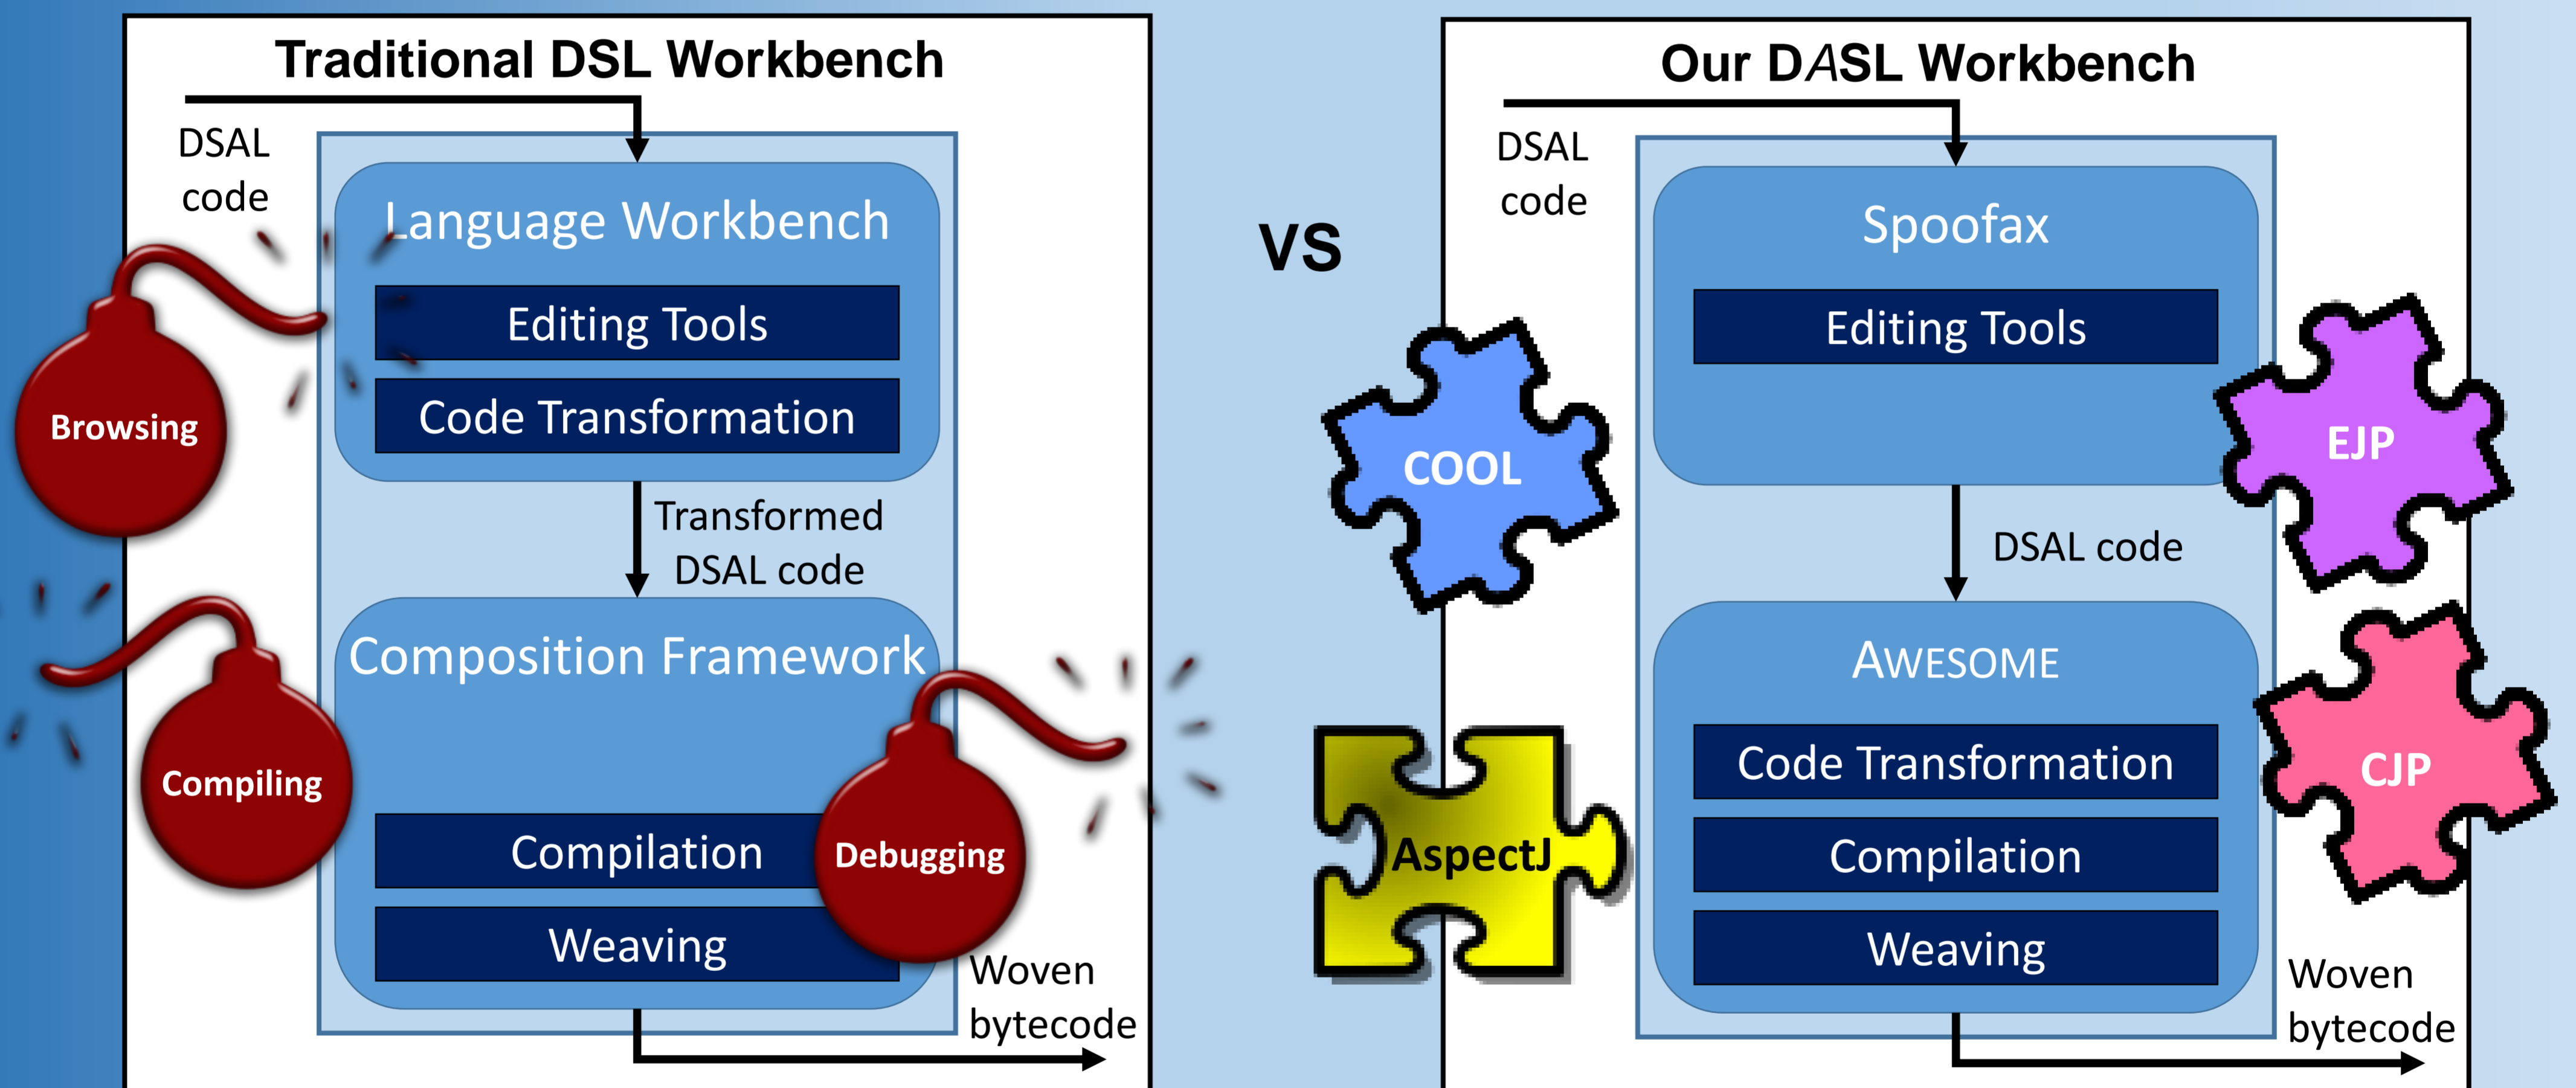 Traditional DSL Workbench
DSAL
code
Language Workbench
Editing Tools
Code Transformation
Browsing
Transformed
DSAL code
Composition Framework
Compiling
Compilation
Debugging
Weaving
Woven
bytecode
VS
Our DASL Workbench
DSAL
code
Spoofax
Editing Tools
COOL
EJP
DSAL code
AWESOME
Code Transformation
CJP
AspectJ
Compilation
Weaving
Woven
bytecode